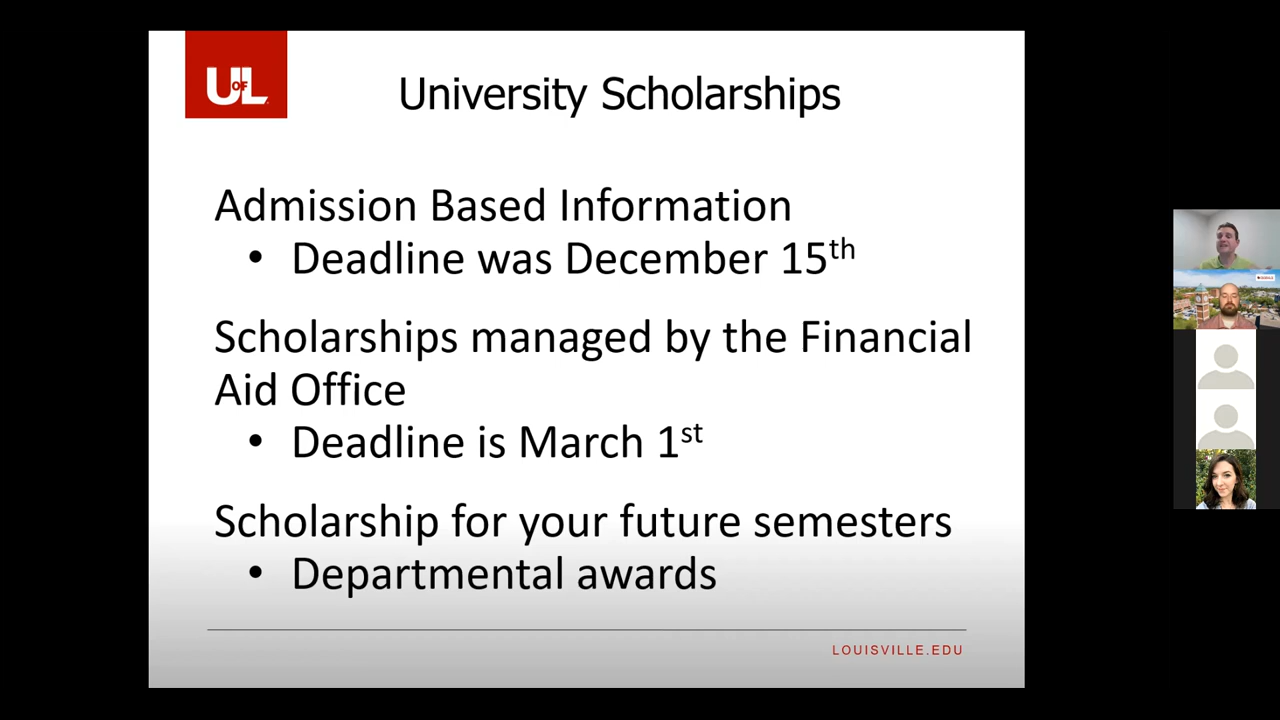 UofL
University Scholarships
Admission Based Information
• Deadline was December 15th
Scholarships managed by the Financial
Aid Office
• Deadline is March 1st
Scholarship for your future semesters
• Departmental awards
LOUISVILLE.EDU